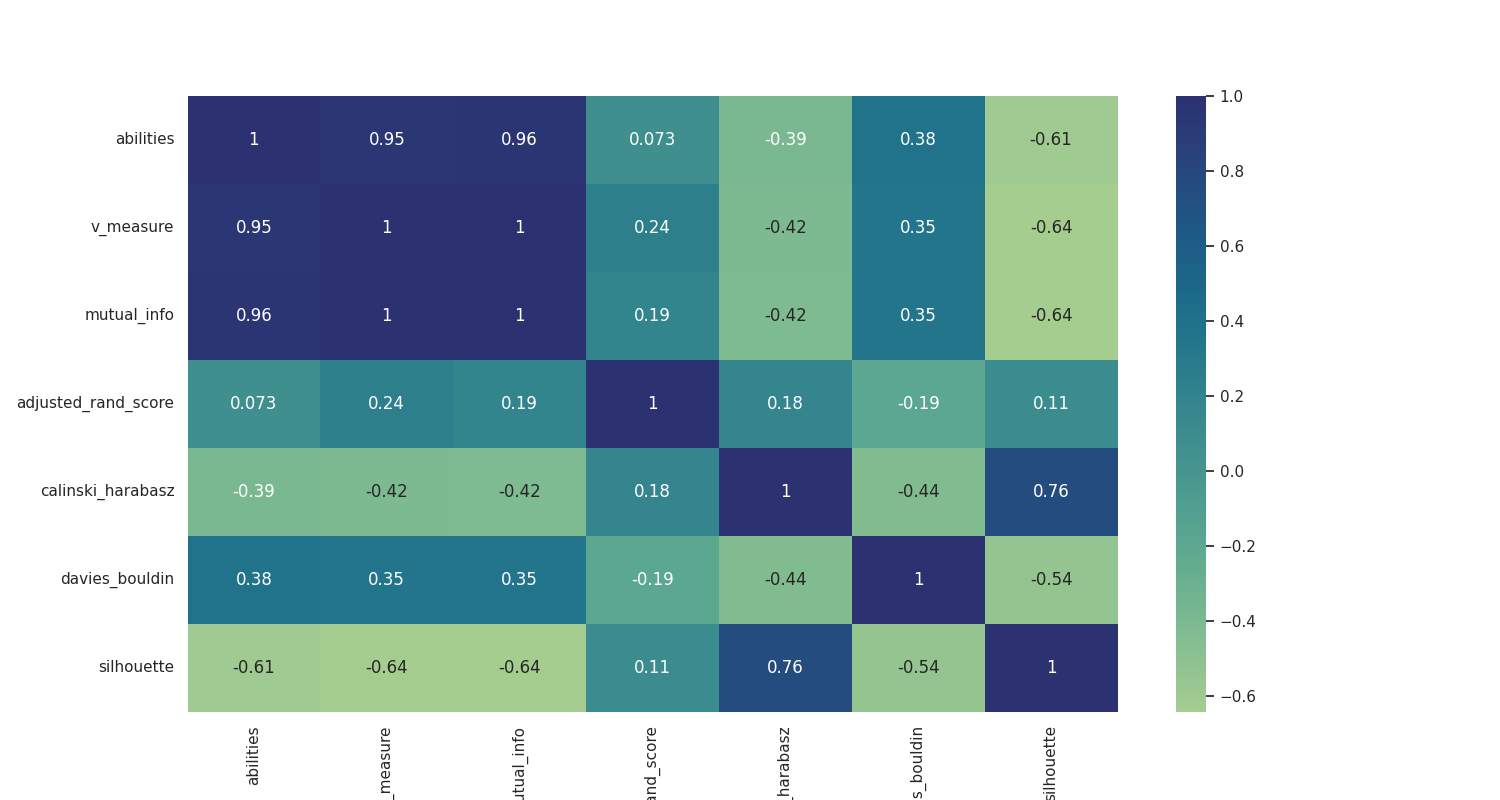 abilities 1 0.95 0.96 0.073 -0.39 0.38 -0.61
v_measure 0.95 1 1 0.24 -0.42 0.35 -0.64
mutual_info 0.96 1 1 0.19 -0.42 0.35 -0.64
adjusted_rand_score 0.073 0.24 0.19 1 0.18 -0.19 0.11
calinski_harabasz -0.39 -0.42 -0.42 0.18 1 -0.44 0.76
davies_bouldin 0.38 0.35 0.35 -0.19 -0.44 1 -0.54
silhouette -0.61 -0.64 -0.64 0.11 0.76 -0.54 1
abilities
_measure
utual_info
and_score
_harabasz
s_bouldin
silhouette
1.0
0.8
0.6
0.4
0.2
0.0
−0.2
−0.4
−0.6